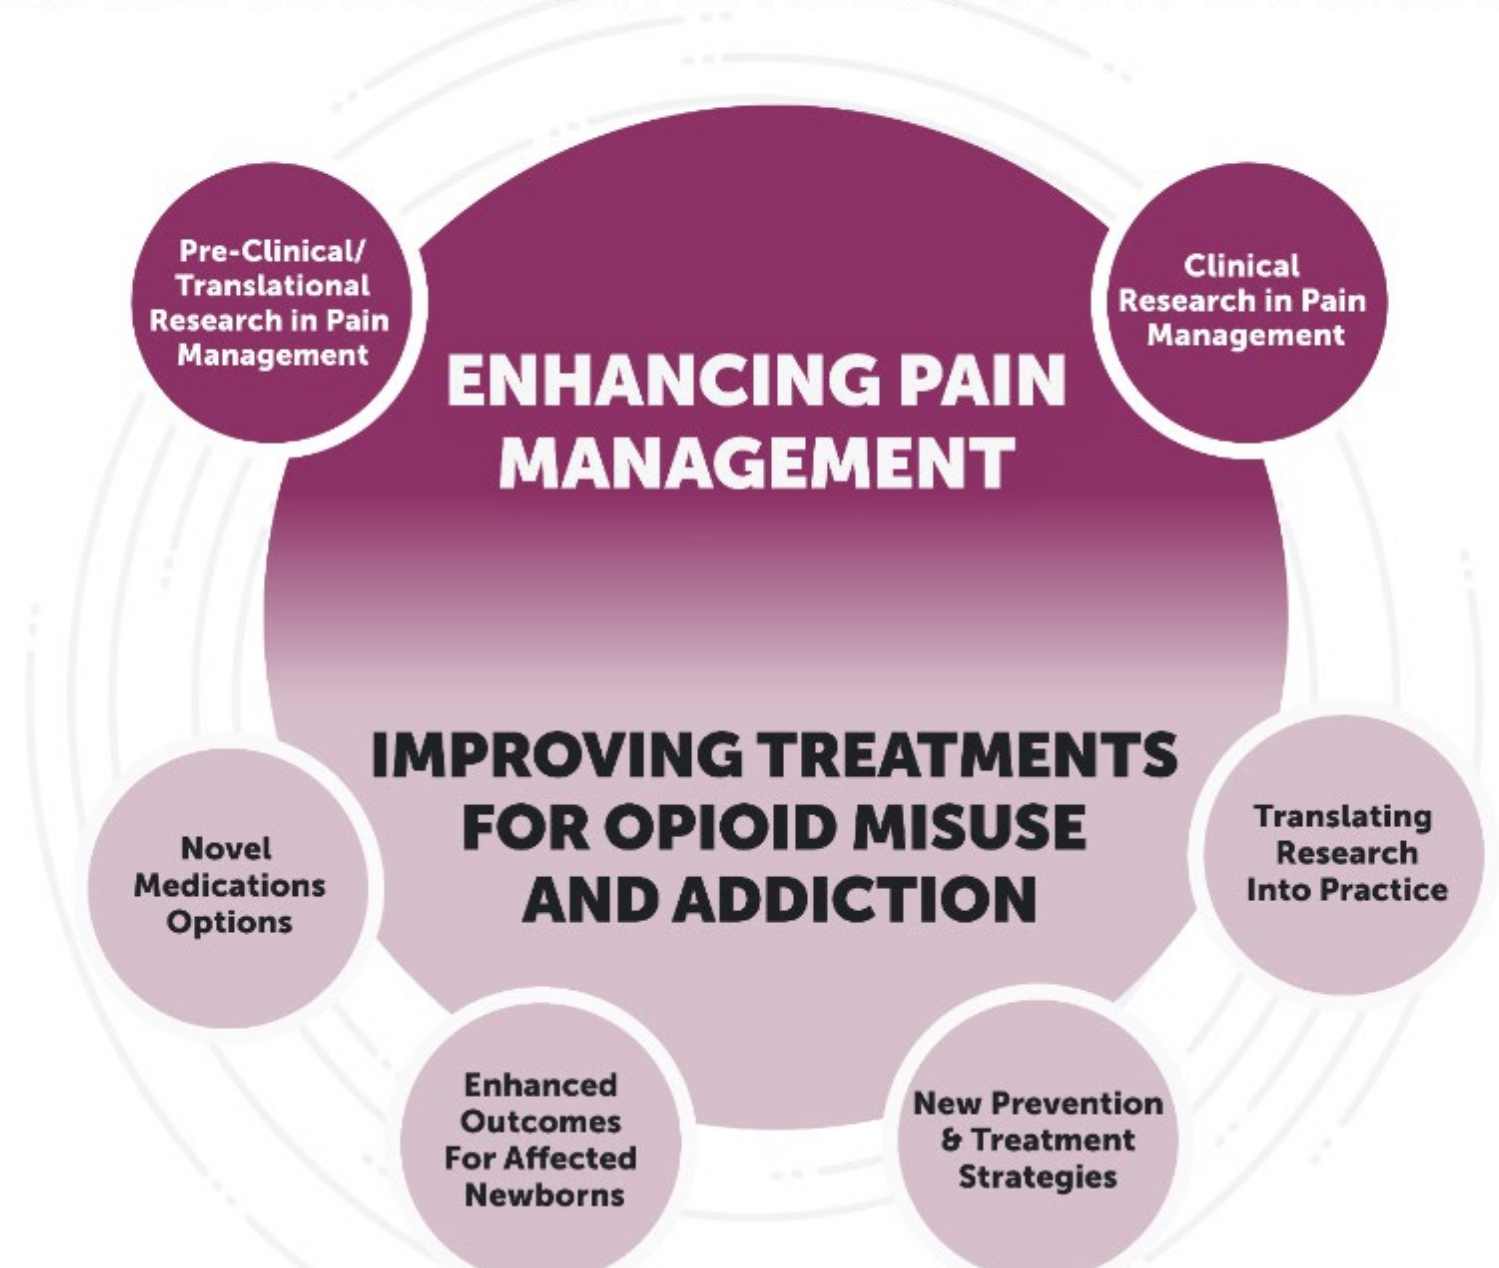 Pre-Clinical/
Translational
Research in Pain
Management
Clinical
Research in Pain
Management
ENHANCING PAIN
MANAGEMENT
IMPROVING TREATMENTS
FOR OPIOID MISUSE
AND ADDICTION
Novel
Medications
Options
Translating
Research
Into Practice
Enhanced
Outcomes
For Affected
Newborns
New Prevention
& Treatment
Strategies